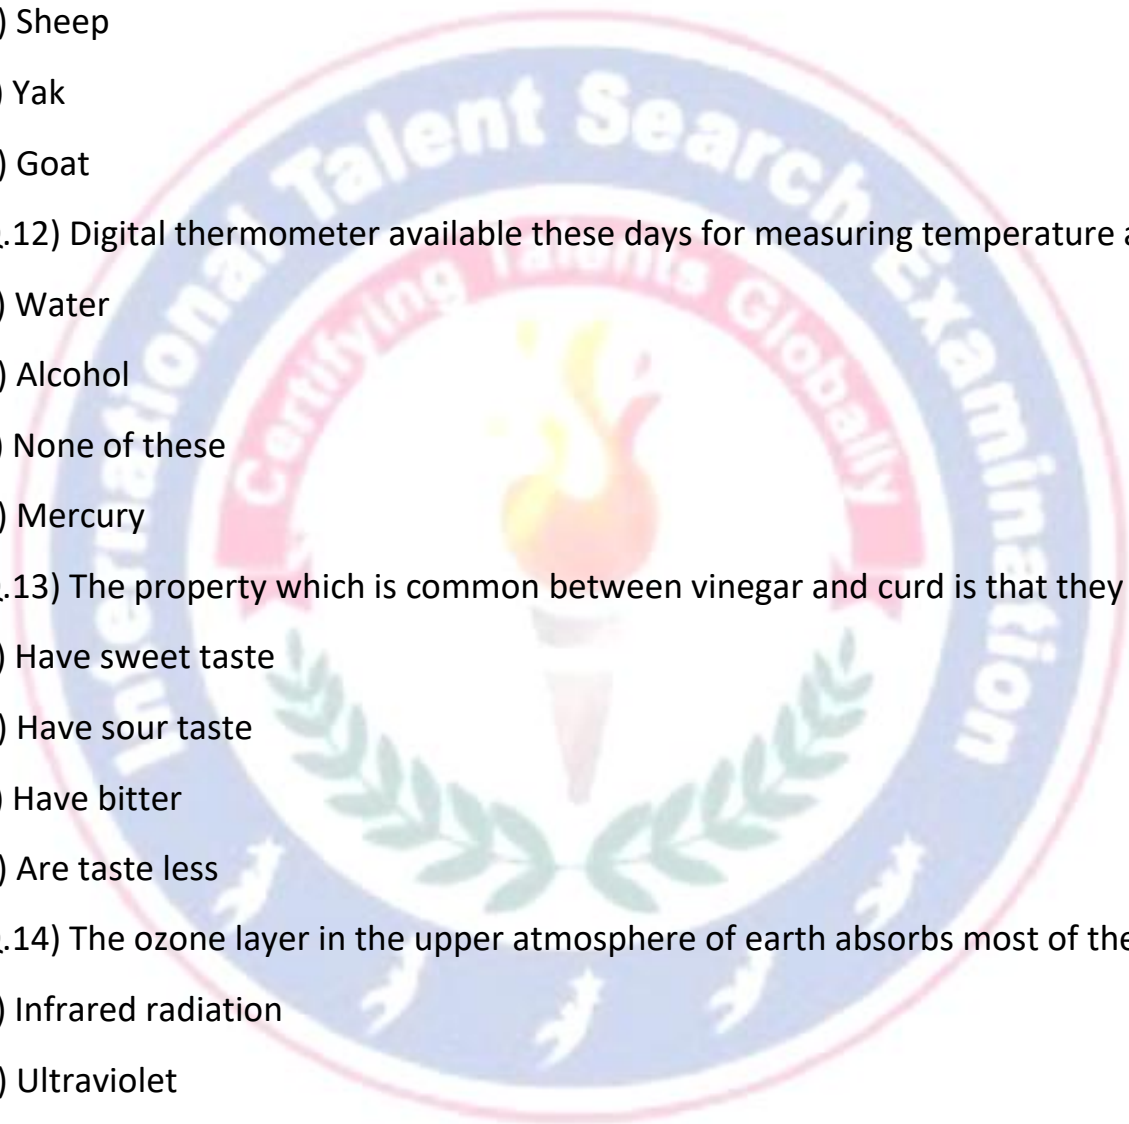 ) Sheep
) Yak
) Goat
.12) Digital thermometer available these days for measuring temperature a
) Water
) Alcohol
) None of these
) Mercury
.13) The property which is common between vinegar and curd is that they
) Have sweet taste
) Have sour taste
) Have bitter
) Are taste less
.14) The ozone layer in the upper atmosphere of earth absorbs most of the
) Infrared radiation
) Ultraviolet
International Talent Search Examination
Certifying Talents Globally